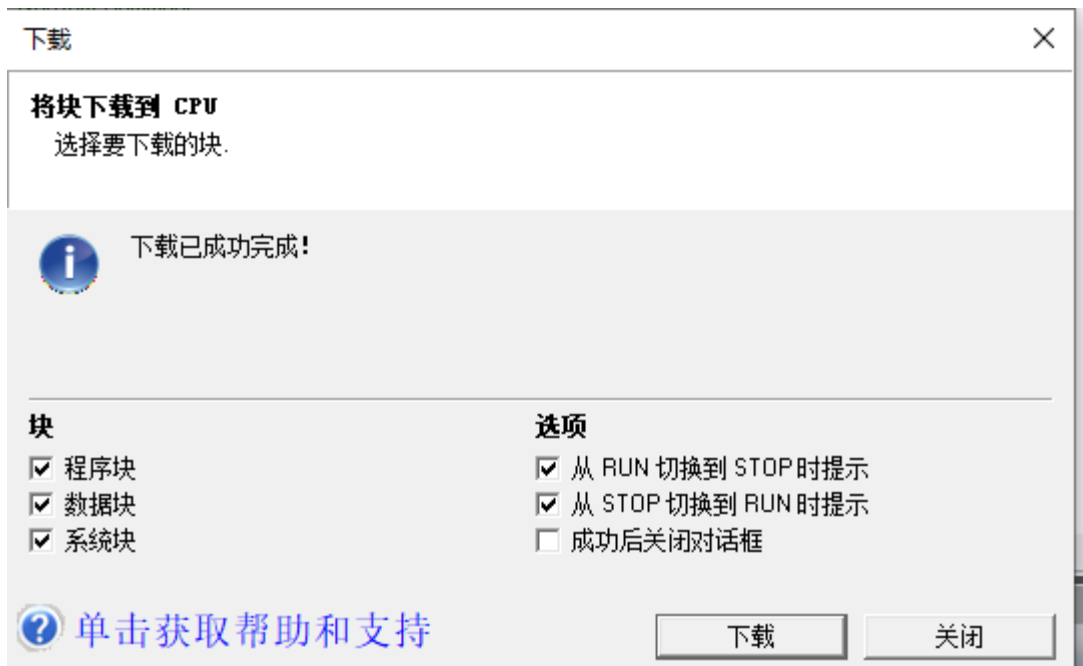 下载
将块下载到 CPU
选择要下载的块.
下载已成功完成!
块
选项
程序块
从 RUN 切换到 STOP 时提示
数据块
从 STOP 切换到 RUN 时提示
系统块
成功后关闭对话框
单击获取帮助和支持
下载
关闭